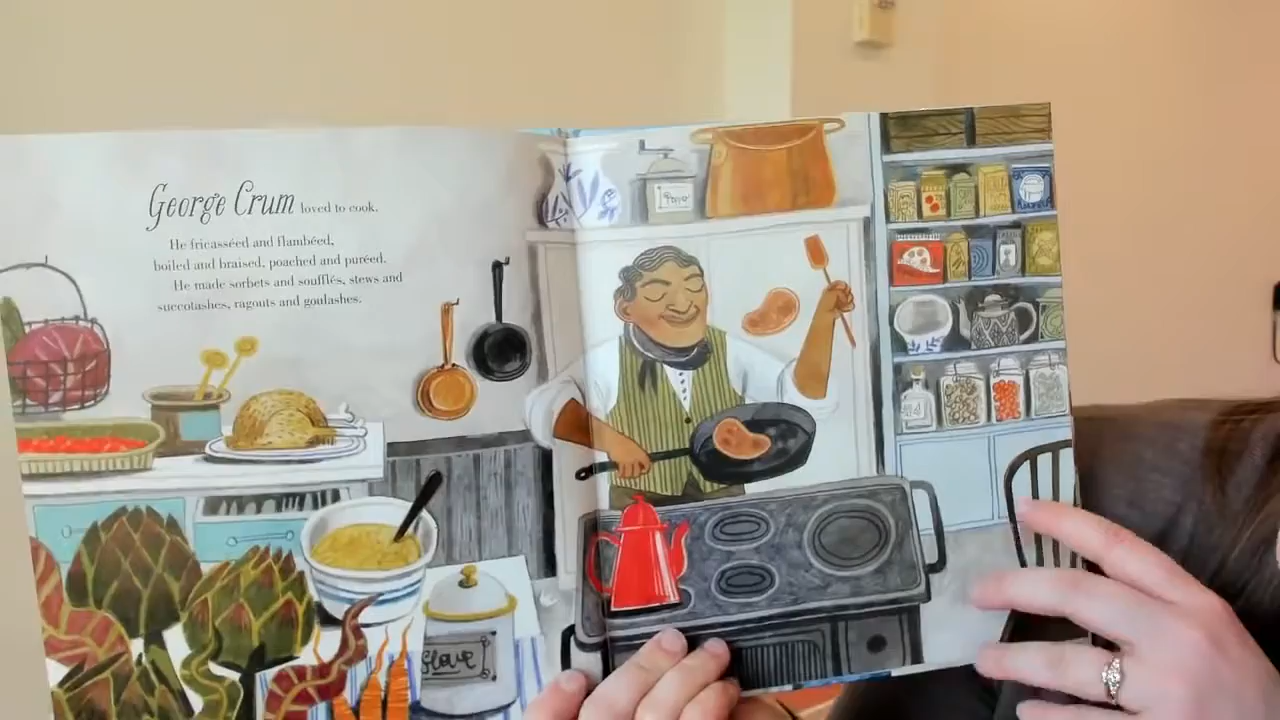 George Crum loved to cook.
He fricasséed and flambéed,
boiled and braised, poached and puréed.
He made sorbets and soufflés, stews and
succotashes, ragouts and goulashes.